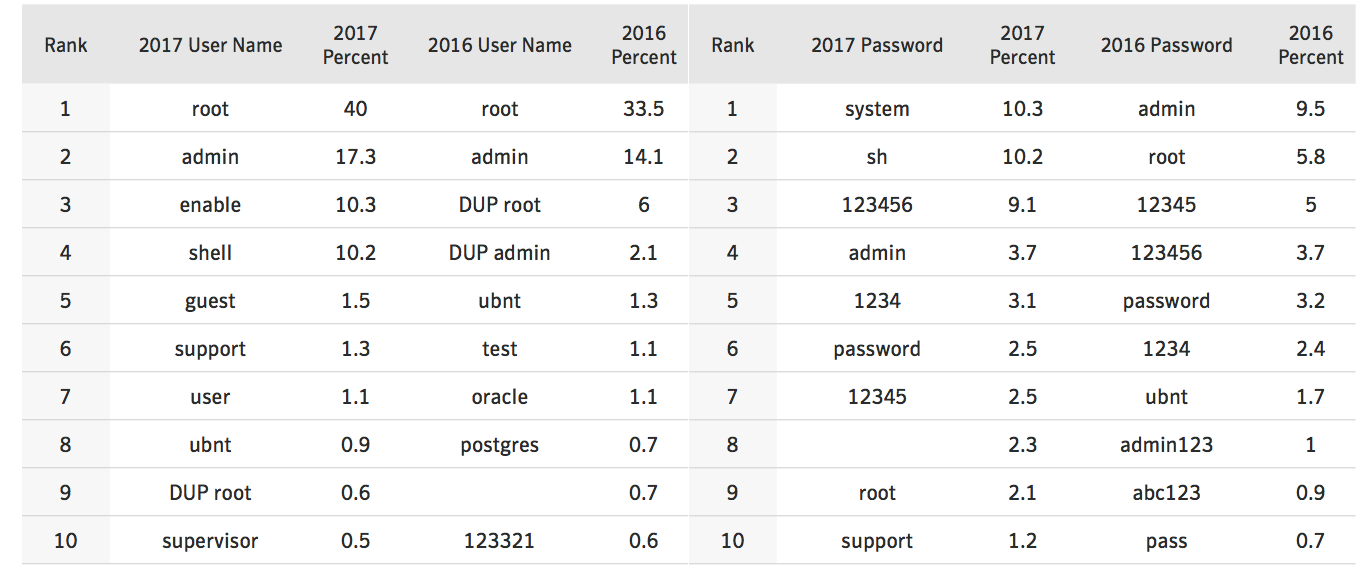 Rank 2017 User Name 2017 Percent 2016 User Name 2016 Percent Rank 2017 Password 2017 Percent 2016 Password 2016 Percent
1 root 40 root 33.5 1 system 10.3 admin 9.5
2 admin 17.3 admin 14.1 2 sh 10.2 root 5.8
3 enable 10.3 DUP root 6 3 123456 9.1 12345 5
4 shell 10.2 DUP admin 2.1 4 admin 3.7 123456 3.7
5 guest 1.5 ubnt 1.3 5 1234 3.1 password 3.2
6 support 1.3 test 1.1 6 password 2.5 1234 2.4
7 user 1.1 oracle 1.1 7 12345 2.5 ubnt 1.7
8 ubnt 0.9 postgres 0.7 8 2.3 admin123 1
9 DUP root 0.6 0.7 9 root 2.1 abc123 0.9
10 supervisor 0.5 123321 0.6 10 support 1.2 pass 0.7